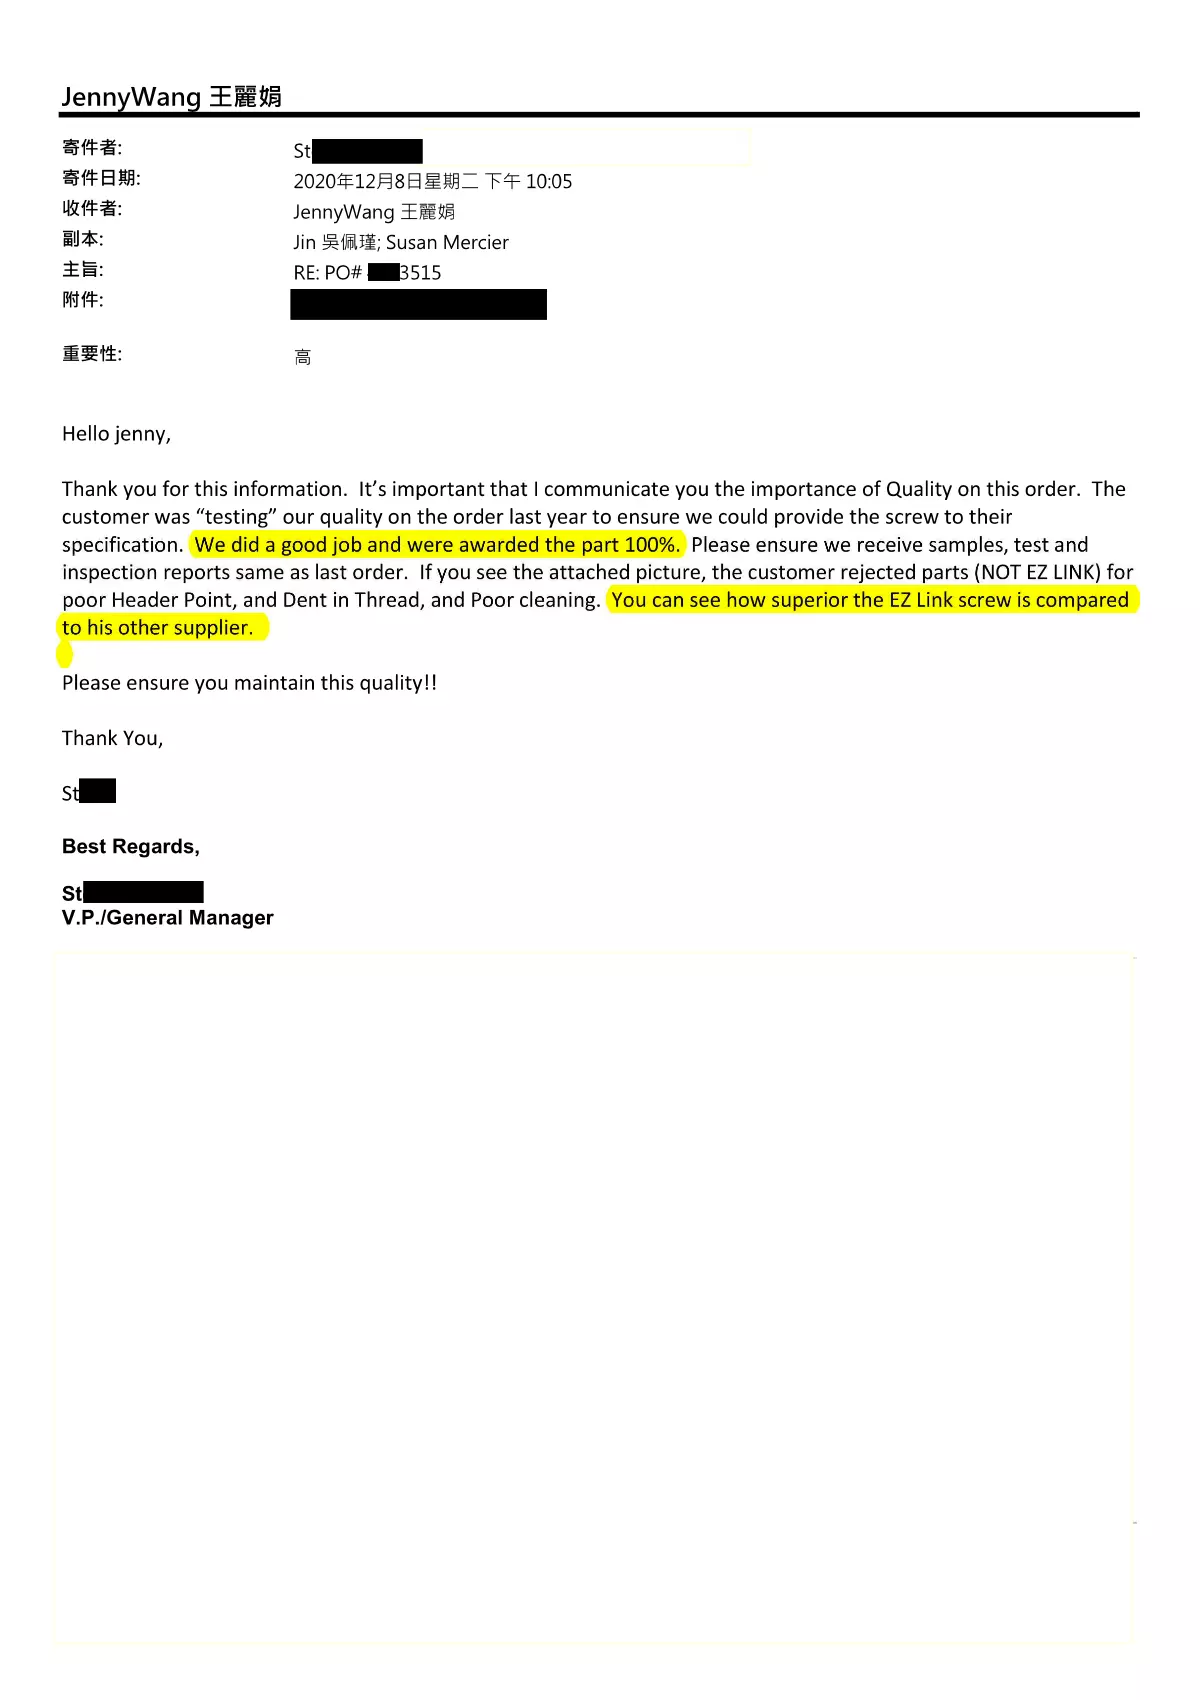 JennyWang 王麗娟
寄件者: St
寄件日期: 2020年12月8日星期二 下午 10:05
收件者: JennyWang 王麗娟
副本: Jin 吳佩瑾; Susan Mercier
主旨: RE: PO# 3515
附件:
重要性: 高
Hello jenny,
Thank you for this information.  It’s important that I communicate you the importance of Quality on this order.  The
customer was “testing” our quality on the order last year to ensure we could provide the screw to their
specification.  We did a good job and were awarded the part 100%.  Please ensure we receive samples, test and
inspection reports same as last order.  If you see the attached picture, the customer rejected parts (NOT EZ LINK) for
poor Header Point, and Dent in Thread, and Poor cleaning.  You can see how superior the EZ Link screw is compared
to his other supplier.
Please ensure you maintain this quality!!
Thank You,
St
Best Regards,
St
V.P./General Manager